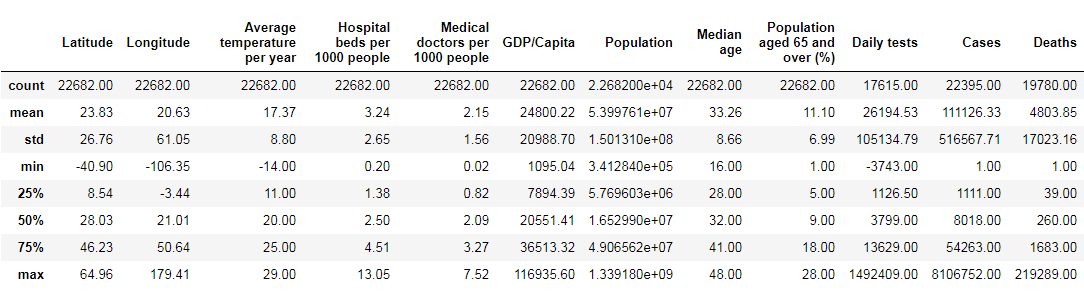 Latitude Longitude Average temperature per year Hospital beds per 1000 people Medical doctors per 1000 people GDP/Capita Population Median age Population aged 65 and over (%) Daily tests Cases Deaths
count 22682.00 22682.00 22682.00 22682.00 22682.00 22682.00 2.268200e+04 22682.00 22682.00 17615.00 22395.00 19780.00
mean 23.83 20.63 17.37 3.24 2.15 24800.22 5.399761e+07 33.26 11.10 26194.53 111126.33 4803.85
std 26.76 61.05 8.80 2.65 1.56 20988.70 1.501310e+08 8.66 6.99 105134.79 516567.71 17023.16
min -40.90 -106.35 -14.00 0.20 0.02 1095.04 3.412840e+05 16.00 1.00 -3743.00 1.00 1.00
25% 8.54 -3.44 11.00 1.38 0.82 7894.39 5.769603e+06 28.00 5.00 1126.50 1111.00 39.00
50% 28.03 21.01 20.00 2.50 2.09 20551.41 1.652990e+07 32.00 9.00 3799.00 8018.00 260.00
75% 46.23 50.64 25.00 4.51 3.27 36513.32 4.906562e+07 41.00 18.00 13629.00 54263.00 1683.00
max 64.96 179.41 29.00 13.05 7.52 116935.60 1.339180e+09 48.00 28.00 1492409.00 8106752.00 219289.00